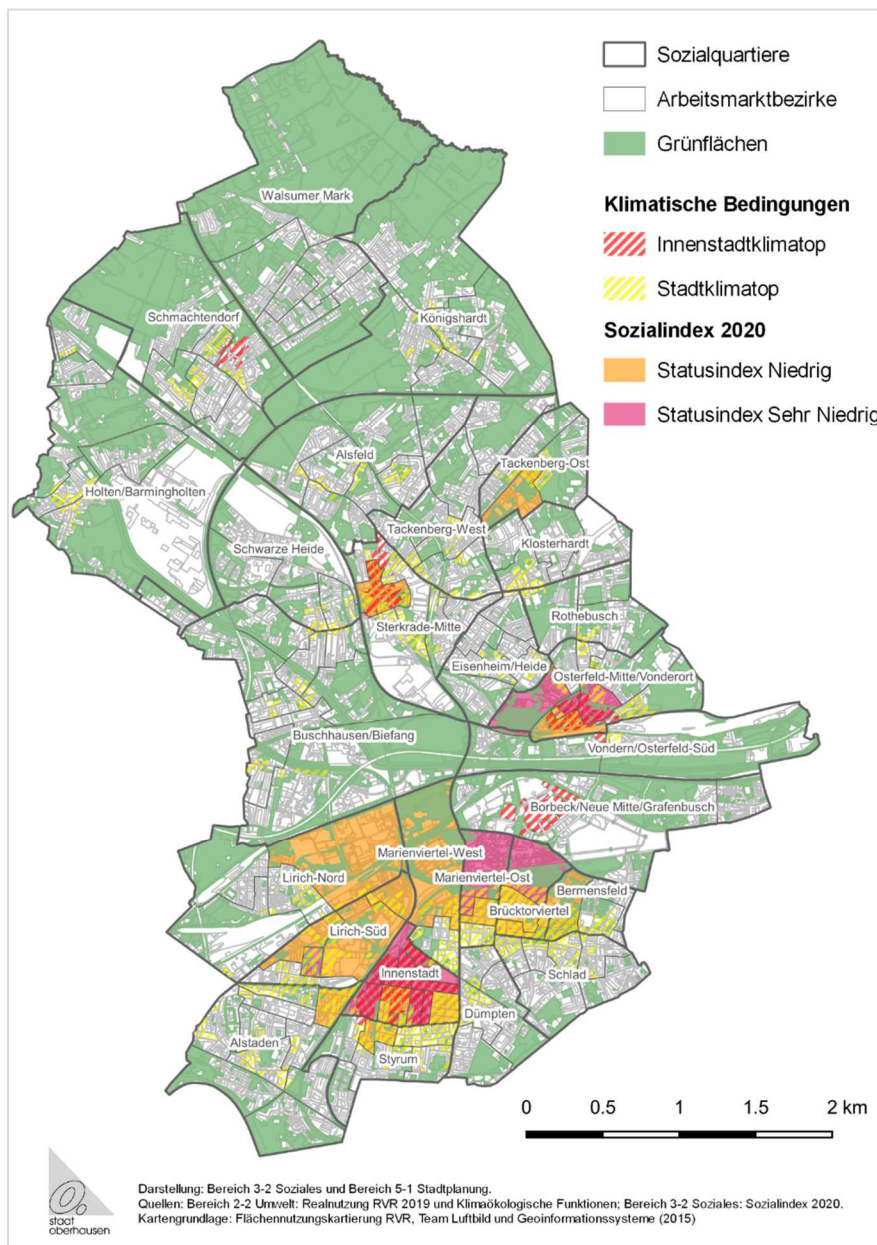 Sozialquartiere
Arbeitsmarktbezirke
Grünflächen
Klimatische Bedingungen
Innenstadtklimatop
Stadtklimatop
Sozialindex 2020
Statusindex Niedrig
Statusindex Sehr Niedrig
Walsumer Mark
Schmachtendorf
Königshardt
Alsfeld
Tackenberg-Ost
Holten/Barmingholten
Tackenberg-West
Klosterhardt
Schwarze Heide
Rothebusch
Sterkrade-Mitte
Eisenheim/Heide
Osterfeld-Mitte/Vonderort
Buschhausen/Biefang
Vondern/Osterfeld-Süd
Borbeck/Neue Mitte/Grafenbusch
Marienviertel-West
Lirich-Nord
Marienviertel-Ost
Bermensfeld
Brücktorviertel
Lirich-Süd
Innenstadt
Schlad
Dümpten
Alstaden
Styrum
0 0.5 1 1.5 2 km
stadt
oberhausen
Darstellung: Bereich 3-2 Soziales und Bereich 5-1 Stadtplanung.
Quellen: Bereich 2-2 Umwelt: Realnutzung RVR 2019 und Klimaökologische Funktionen; Bereich 3-2 Soziales: Sozialindex 2020.
Kartengrundlage: Flächennutzungskartierung RVR, Team Luftbild und Geoinformationssysteme (2015)